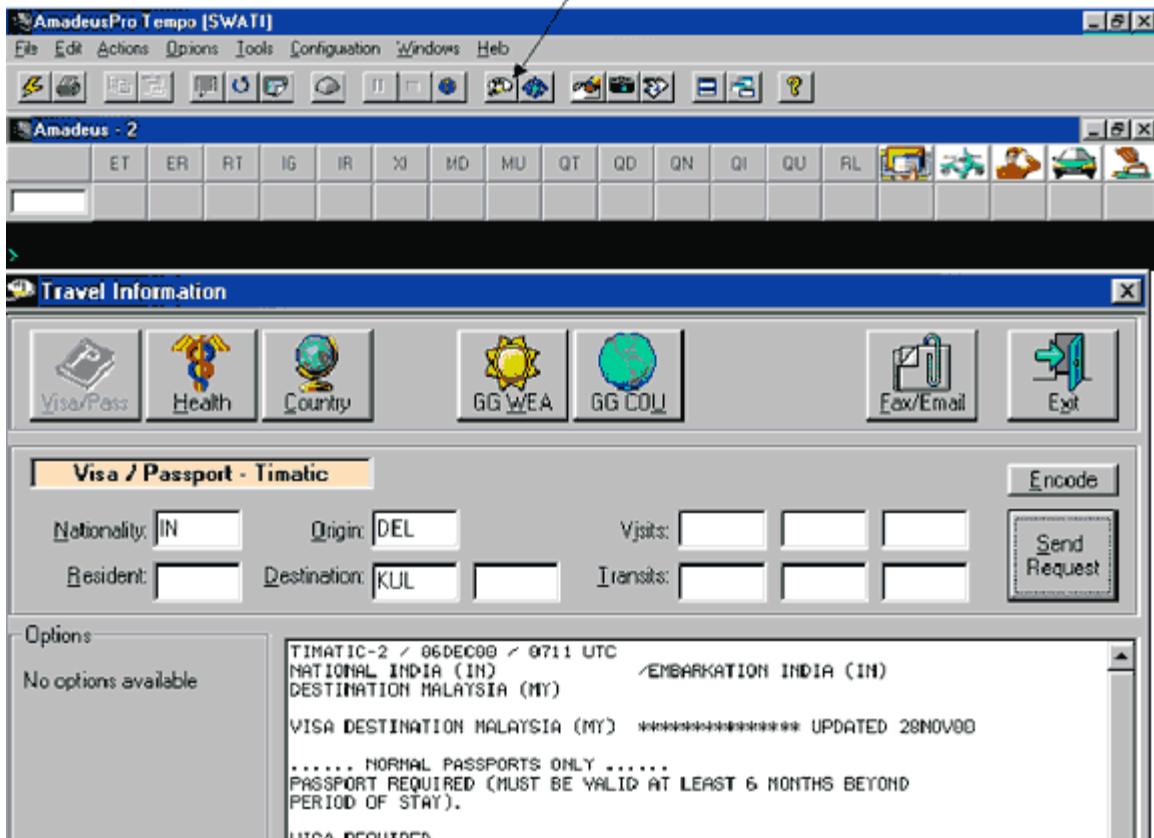 AmadeusPro Tempo [SWATI]
File Edit Actions Options Tools Configuration Windows Help
Amadeus - 2
ET ER RT IG IR XI MD MU QT QD QN QI QU RL
>
Travel Information
Visa/Pass Health Country GG WEA GG COU Fax/Email Exit
Visa / Passport - Timatic
Encode
Nationality: IN Origin: DEL Visits:
Send
Request
Resident: Destination: KUL Transits:
Options
No options available
TIMATIC-2 / 06DEC00 / 0711 UTC
NATIONAL INDIA (IN) /EMBARKATION INDIA (IN)
DESTINATION MALAYSIA (MY)
VISA DESTINATION MALAYSIA (MY) **************** UPDATED 28NOV00
...... NORMAL PASSPORTS ONLY ......
PASSPORT REQUIRED (MUST BE VALID AT LEAST 6 MONTHS BEYOND
PERIOD OF STAY).
VISA REQUIRED